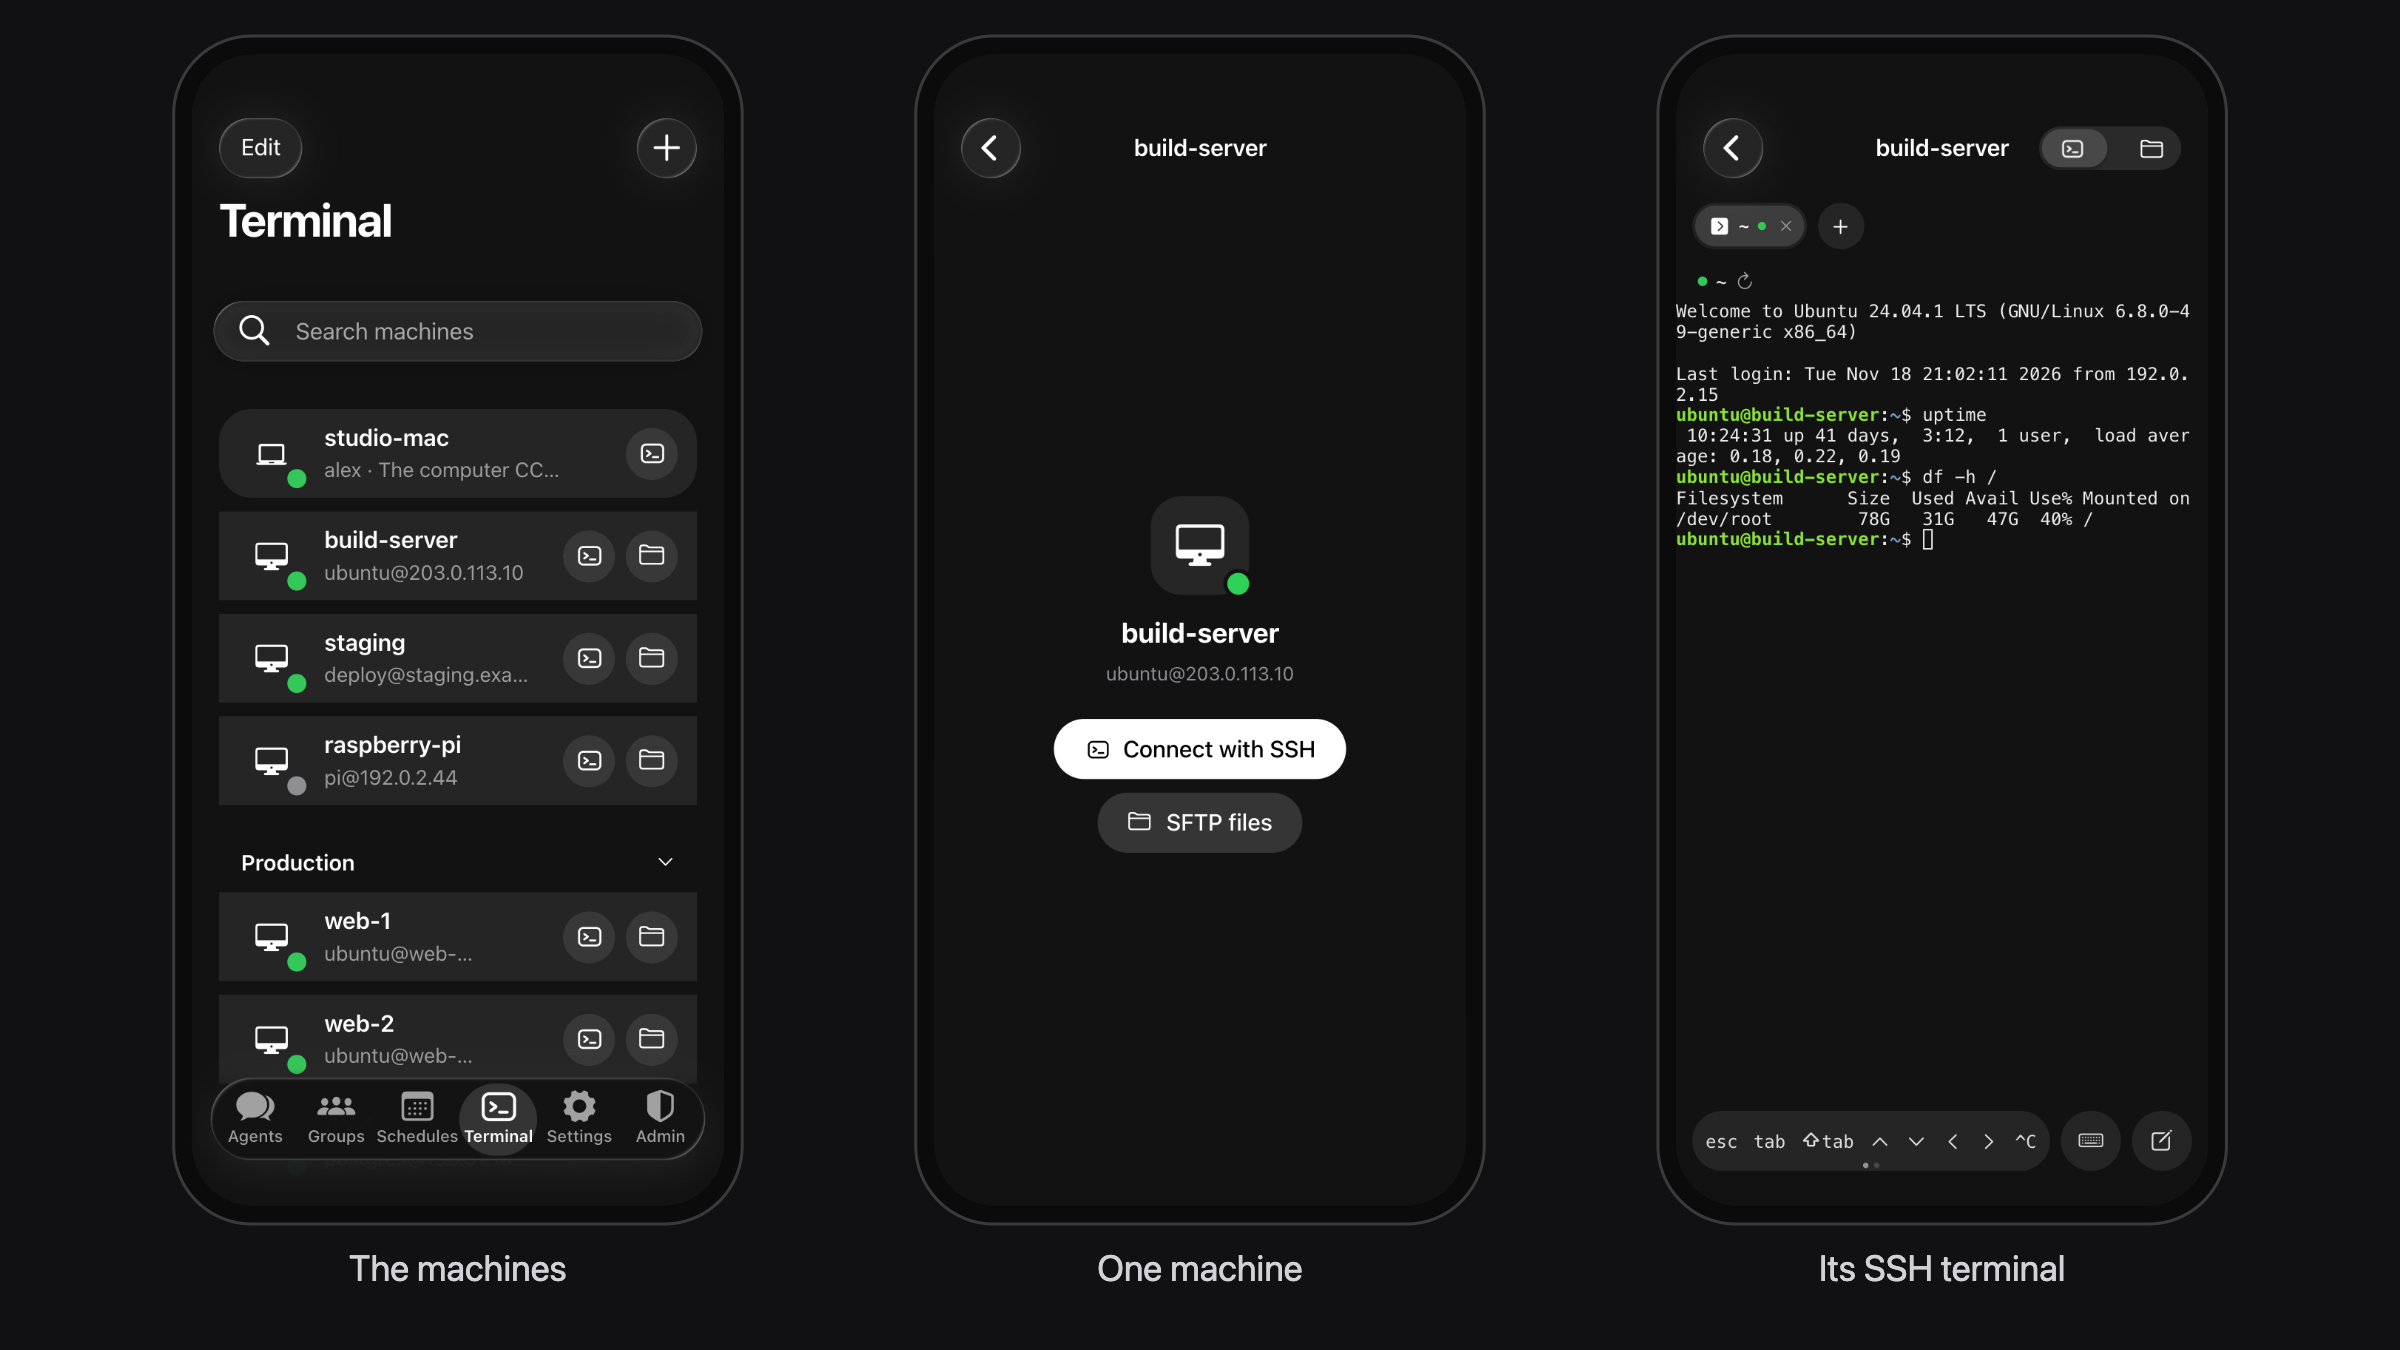 Edit
Terminal
Search machines
studio-mac
alex · The computer CC...
build-server
ubuntu@203.0.113.10
staging
deploy@staging.exa...
raspberry-pi
pi@192.0.2.44
Production
web-1
ubuntu@web-...
web-2
ubuntu@web-...
Agents Groups Schedules Terminal Settings Admin
The machines
build-server
build-server
ubuntu@203.0.113.10
Connect with SSH
SFTP files
One machine
build-server
~
~
Welcome to Ubuntu 24.04.1 LTS (GNU/Linux 6.8.0-4
9-generic x86_64)
Last login: Tue Nov 18 21:02:11 2026 from 192.0.
2.15
ubuntu@build-server:~$ uptime
10:24:31 up 41 days,  3:12,  1 user,  load aver
age: 0.18, 0.22, 0.19
ubuntu@build-server:~$ df -h /
Filesystem      Size  Used Avail Use% Mounted on
/dev/root        78G   31G   47G  40% /
ubuntu@build-server:~$
esc tab tab ^C
Its SSH terminal